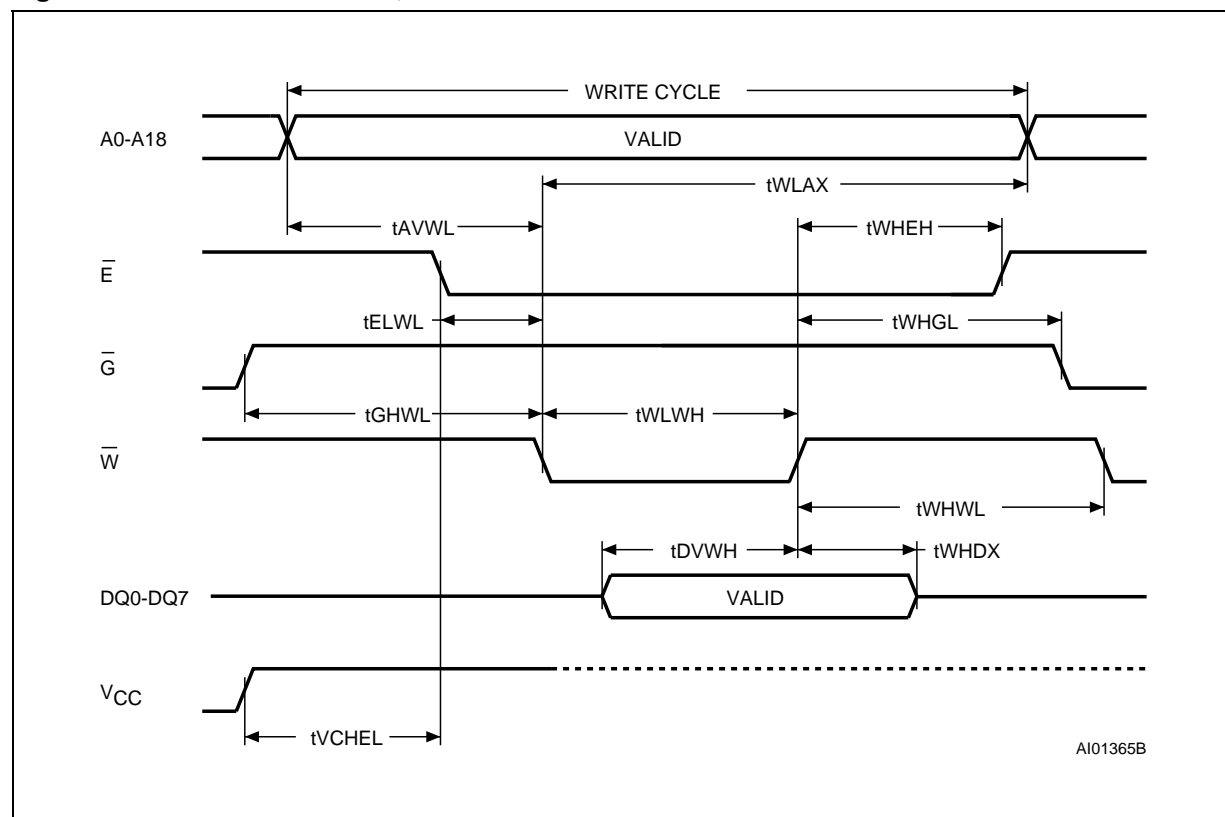 WRITE CYCLE
A0-A18
VALID
tWLAX
tAVWL
tWHEH
E̅
tELWL
tWHGL
G̅
tGHWL
tWLWH
W̅
tWHWL
tDVWH
tWHDX
DQ0-DQ7
VALID
VCC
tVCHEL
AI01365B